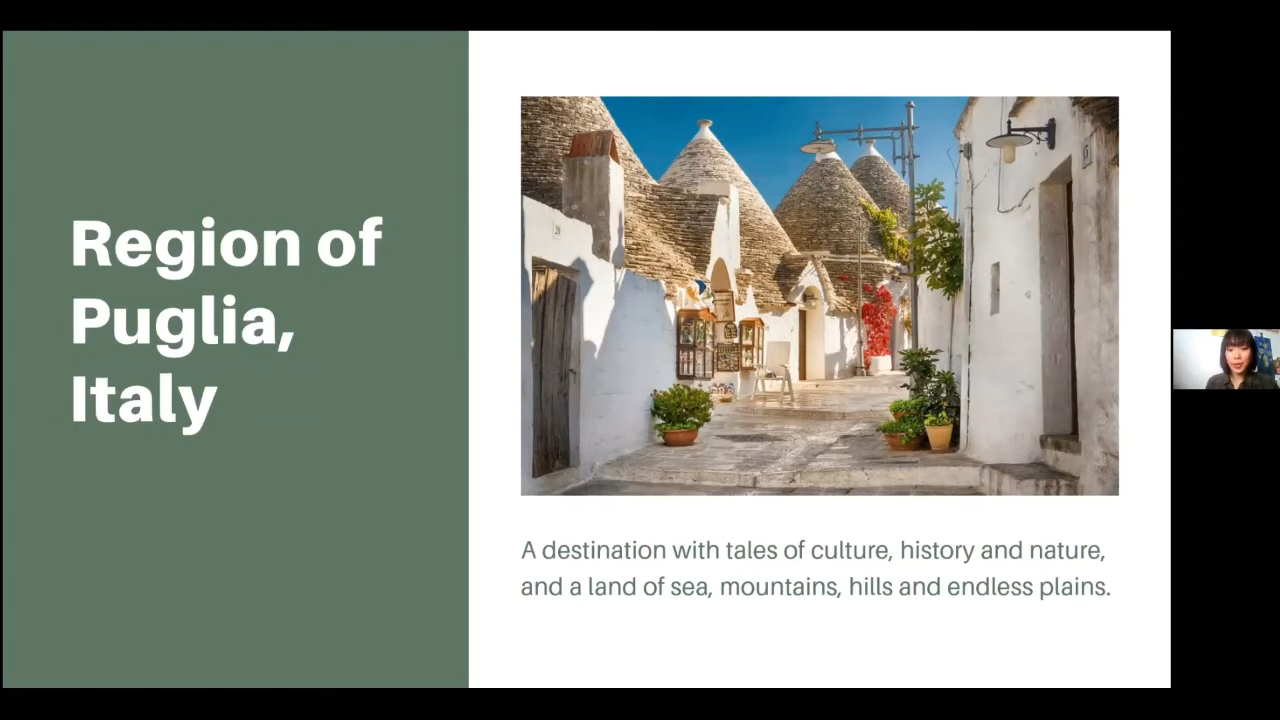 Region of
Puglia,
Italy
A destination with tales of culture, history and nature,
and a land of sea, mountains, hills and endless plains.